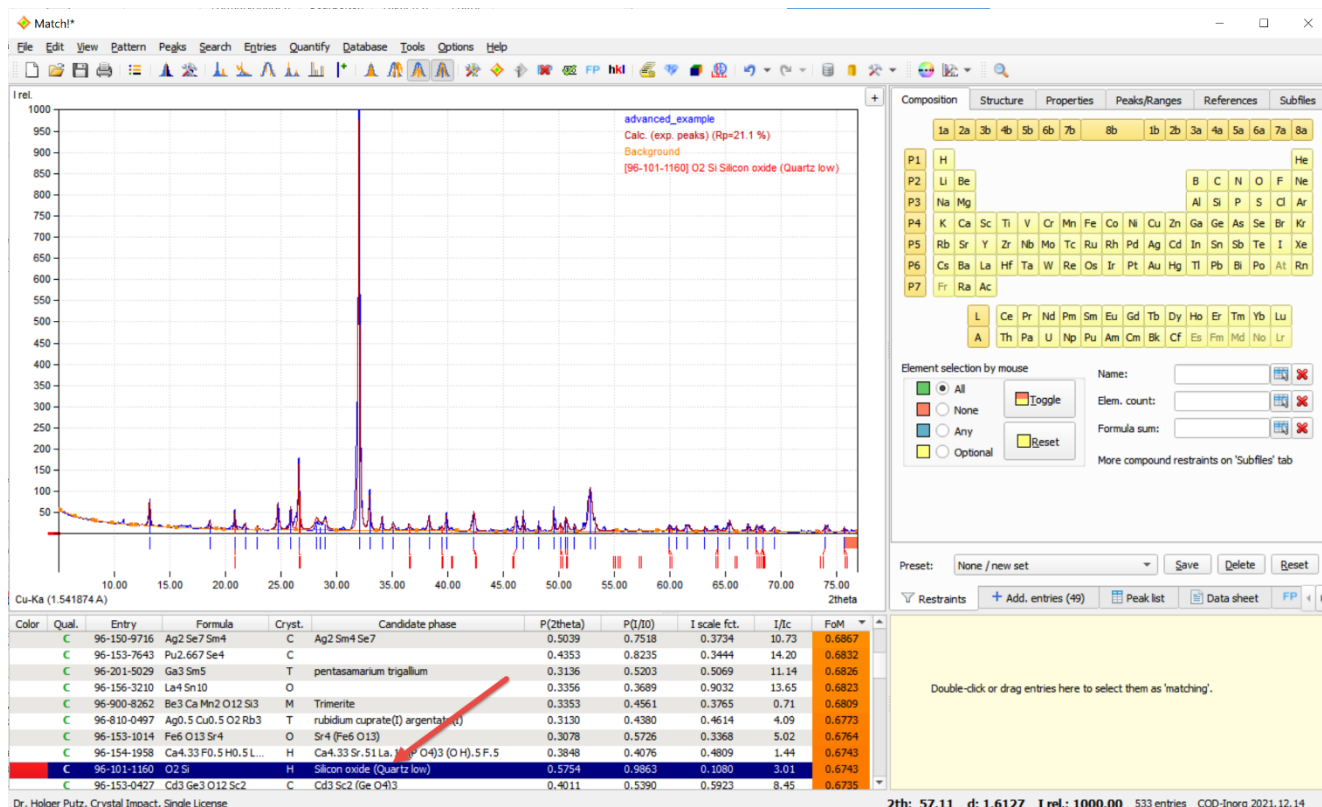 Match!*
File Edit View Pattern Peaks Search Entries Quantify Database Tools Options Help
FP hkl
I rel.
advanced_example
Calc. (exp. peaks) (Rp=21.1 %)
Background
[96-101-1160] O2 Si Silicon oxide (Quartz low)
1000
950
900
850
800
750
700
650
600
550
500
450
400
350
300
250
200
150
100
50
10.00 15.00 20.00 25.00 30.00 35.00 40.00 45.00 50.00 55.00 60.00 65.00 70.00 75.00
Cu-Ka (1.541874 A) 2theta
Composition Structure Properties Peaks/Ranges References Subfiles
1a 2a 3b 4b 5b 6b 7b 8b 1b 2b 3a 4a 5a 6a 7a 8a
P1 H He
P2 Li Be B C N O F Ne
P3 Na Mg Al Si P S Cl Ar
P4 K Ca Sc Ti V Cr Mn Fe Co Ni Cu Zn Ga Ge As Se Br Kr
P5 Rb Sr Y Zr Nb Mo Tc Ru Rh Pd Ag Cd In Sn Sb Te I Xe
P6 Cs Ba La Hf Ta W Re Os Ir Pt Au Hg Tl Pb Bi Po At Rn
P7 Fr Ra Ac
L Ce Pr Nd Pm Sm Eu Gd Tb Dy Ho Er Tm Yb Lu
A Th Pa U Np Pu Am Cm Bk Cf Es Fm Md No Lr
Element selection by mouse
All
None
Any
Optional
Toggle
Reset
Name:
Elem. count:
Formula sum:
More compound restraints on 'Subfiles' tab
Preset: None / new set Save Delete Reset
Restraints Add. entries (49) Peak list Data sheet FP
Color Qual. Entry Formula Cryst. Candidate phase P(2theta) P(I/I0) I scale fct. I/Ic FoM
C 96-150-9716 Ag2 Se7 Sm4 C Ag2 Sm4 Se7 0.5039 0.7518 0.3734 10.73 0.6867
C 96-153-7643 Pu2.667 Se4 C 0.4353 0.8235 0.3444 14.20 0.6832
C 96-201-5029 Ga3 Sm5 T pentasamarium trigallium 0.3136 0.5203 0.5069 11.14 0.6826
C 96-156-3210 La4 Sn10 O 0.3356 0.3689 0.9032 13.65 0.6823
C 96-900-8262 Be3 Ca Mn2 O12 Si3 M Trimerite 0.3353 0.4561 0.3765 0.71 0.6809
C 96-810-0497 Ag0.5 Cu0.5 O2 Rb3 T rubidium cuprate(I) argentate(I) 0.3130 0.4380 0.4614 4.09 0.6773
C 96-153-1014 Fe6 O13 Sr4 O Sr4 (Fe6 O13) 0.3078 0.5726 0.3368 5.02 0.6764
C 96-154-1958 Ca4.33 F0.5 H0.5 L... H Ca4.33 Sr.51 La. O4)3 (O H).5 F.5 0.3848 0.4076 0.4809 1.44 0.6743
C 96-101-1160 O2 Si H Silicon oxide (Quartz low) 0.5754 0.9863 0.1080 3.01 0.6743
C 96-153-0427 Cd3 Ge3 O12 Sc2 C Cd3 Sc2 (Ge O4)3 0.4011 0.5390 0.5923 8.45 0.6735
Double-click or drag entries here to select them as 'matching'.
Dr. Holger Putz, Crystal Impact, Single License 2th: 57.11 d: 1.6127 I rel.: 1000.00 533 entries COD-Inorg 2021.12.14